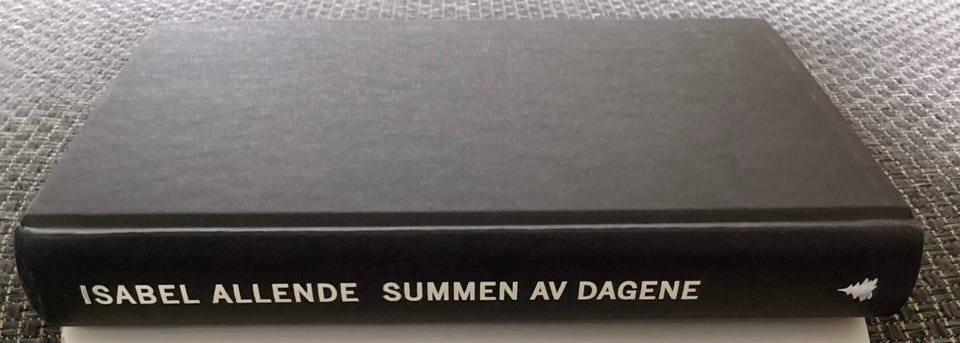 ISABEL ALLENDE SUMMEN AV DAGENE